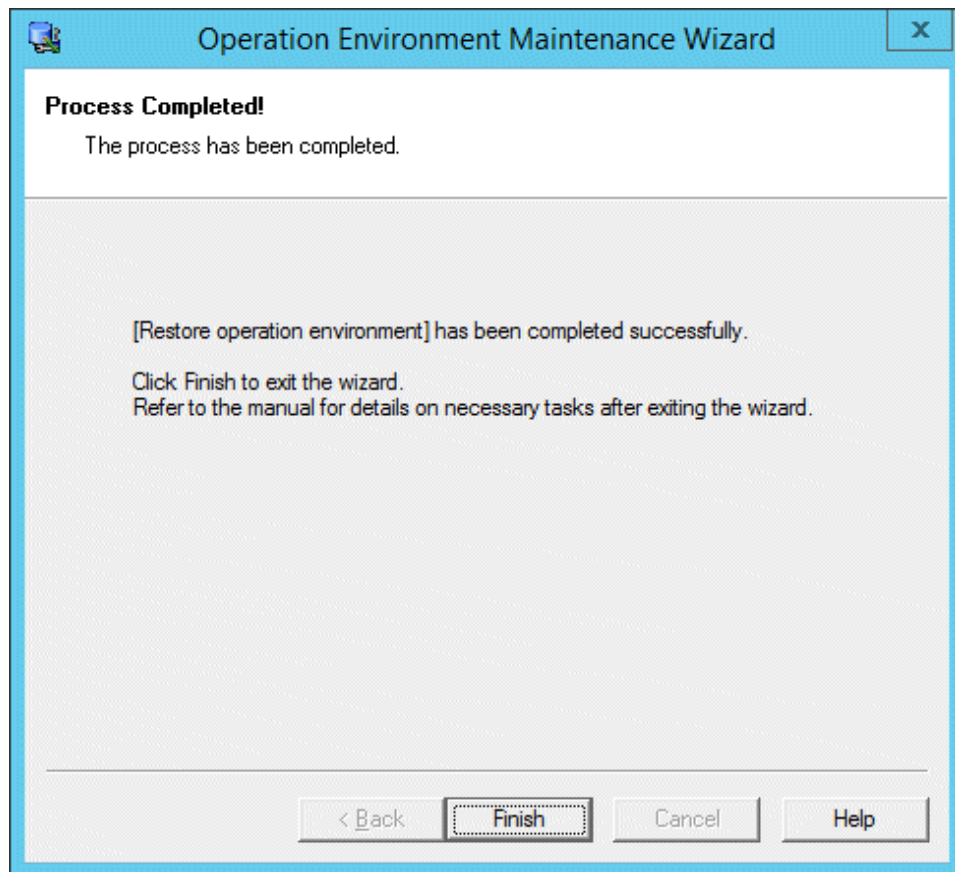 Operation Environment Maintenance Wizard
x
Process Completed!
The process has been completed.
[Restore operation environment] has been completed successfully.
Click Finish to exit the wizard.
Refer to the manual for details on necessary tasks after exiting the wizard.
< Back Finish Cancel Help